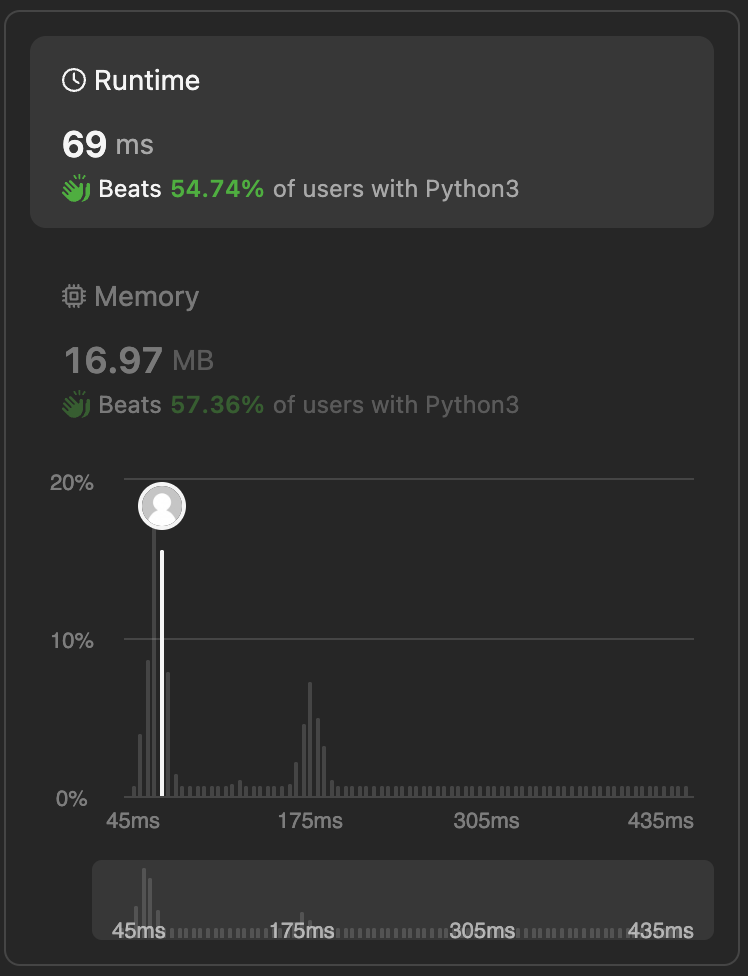 Runtime
69 ms
Beats 54.74% of users with Python3
Memory
16.97 MB
Beats 57.36% of users with Python3
20%
10%
0%
45ms 175ms 305ms 435ms
45ms 175ms 305ms 435ms